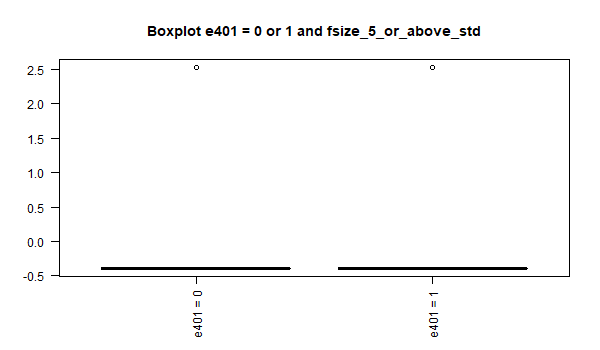 Boxplot e401 = 0 or 1 and fsize_5_or_above_std
2.5
2.0
1.5
1.0
0.5
0.0
-0.5
e401 = 0
e401 = 1